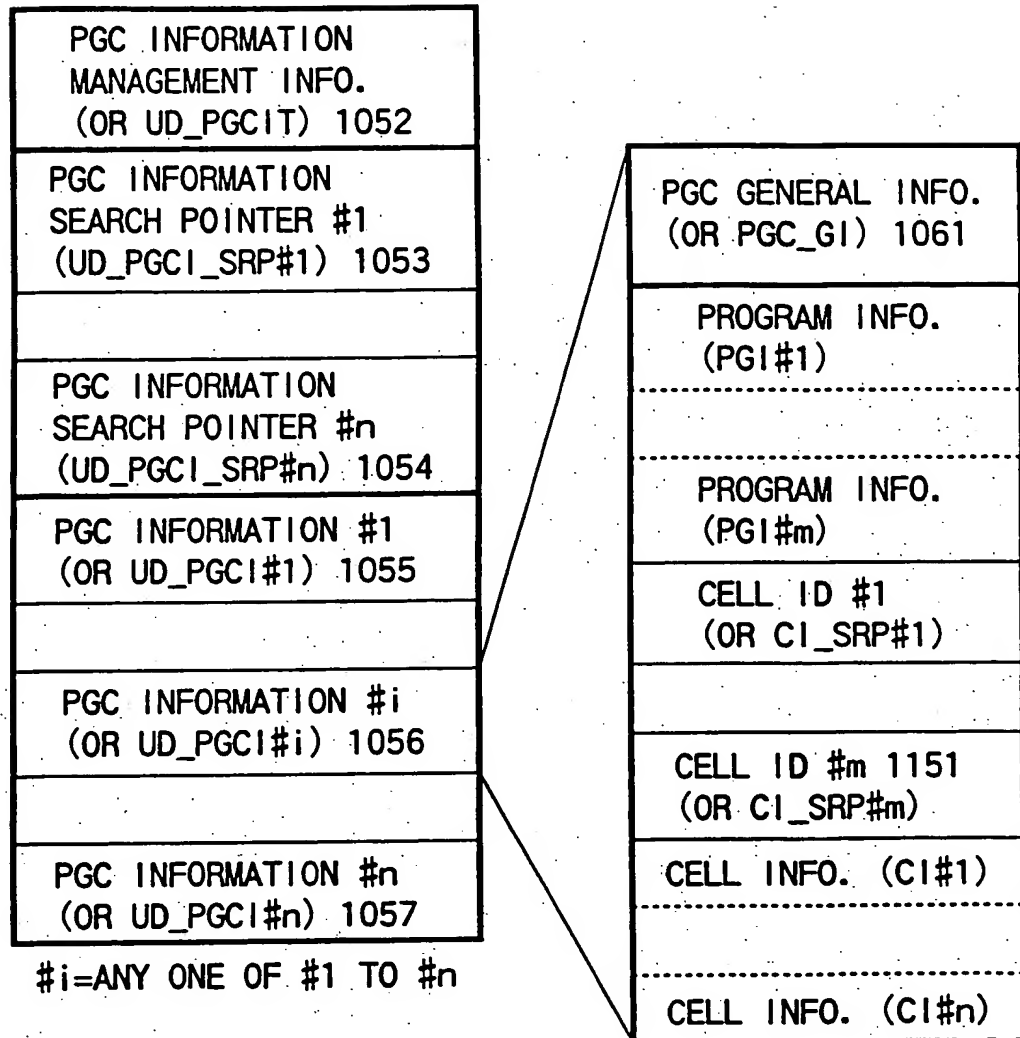 PGC INFORMATION
MANAGEMENT INFO.
(OR UD_PGCIT) 1052
PGC INFORMATION
SEARCH POINTER #1
(UD_PGCI_SRP#1) 1053
PGC INFORMATION
SEARCH POINTER #n
(UD_PGCI_SRP#n) 1054
PGC INFORMATION #1
(OR UD_PGCI#1) 1055
PGC INFORMATION #i
(OR UD_PGCI#i) 1056
PGC INFORMATION #n
(OR UD_PGCI#n) 1057
#i=ANY ONE OF #1 TO #n
PGC GENERAL INFO.
(OR PGC_GI) 1061
PROGRAM INFO.
(PGI#1)
PROGRAM INFO.
(PGI#m)
CELL ID #1
(OR CI_SRP#1)
CELL ID #m 1151
(OR CI_SRP#m)
CELL INFO. (CI#1)
CELL INFO. (CI#n)